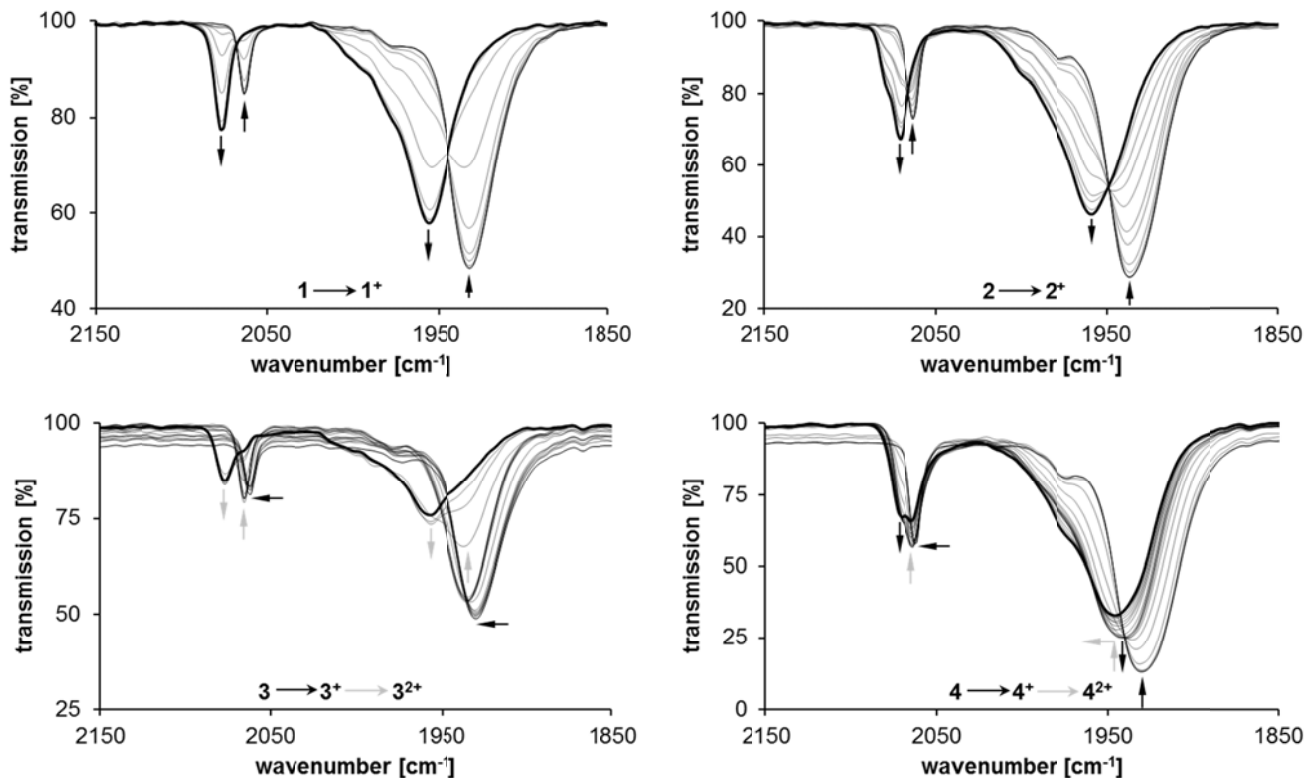 100
80
60
40
transmission [%]
1 → 1⁺
2150
2050
1950
1850
wavenumber [cm⁻¹]
100
80
60
40
20
transmission [%]
2 → 2⁺
2150
2050
1950
1850
wavenumber [cm⁻¹]
100
75
50
25
transmission [%]
3 → 3⁺ → 3²⁺
2150
2050
1950
1850
wavenumber [cm⁻¹]
100
75
50
25
0
transmission [%]
4 → 4⁺ → 4²⁺
2150
2050
1950
1850
wavenumber [cm⁻¹]